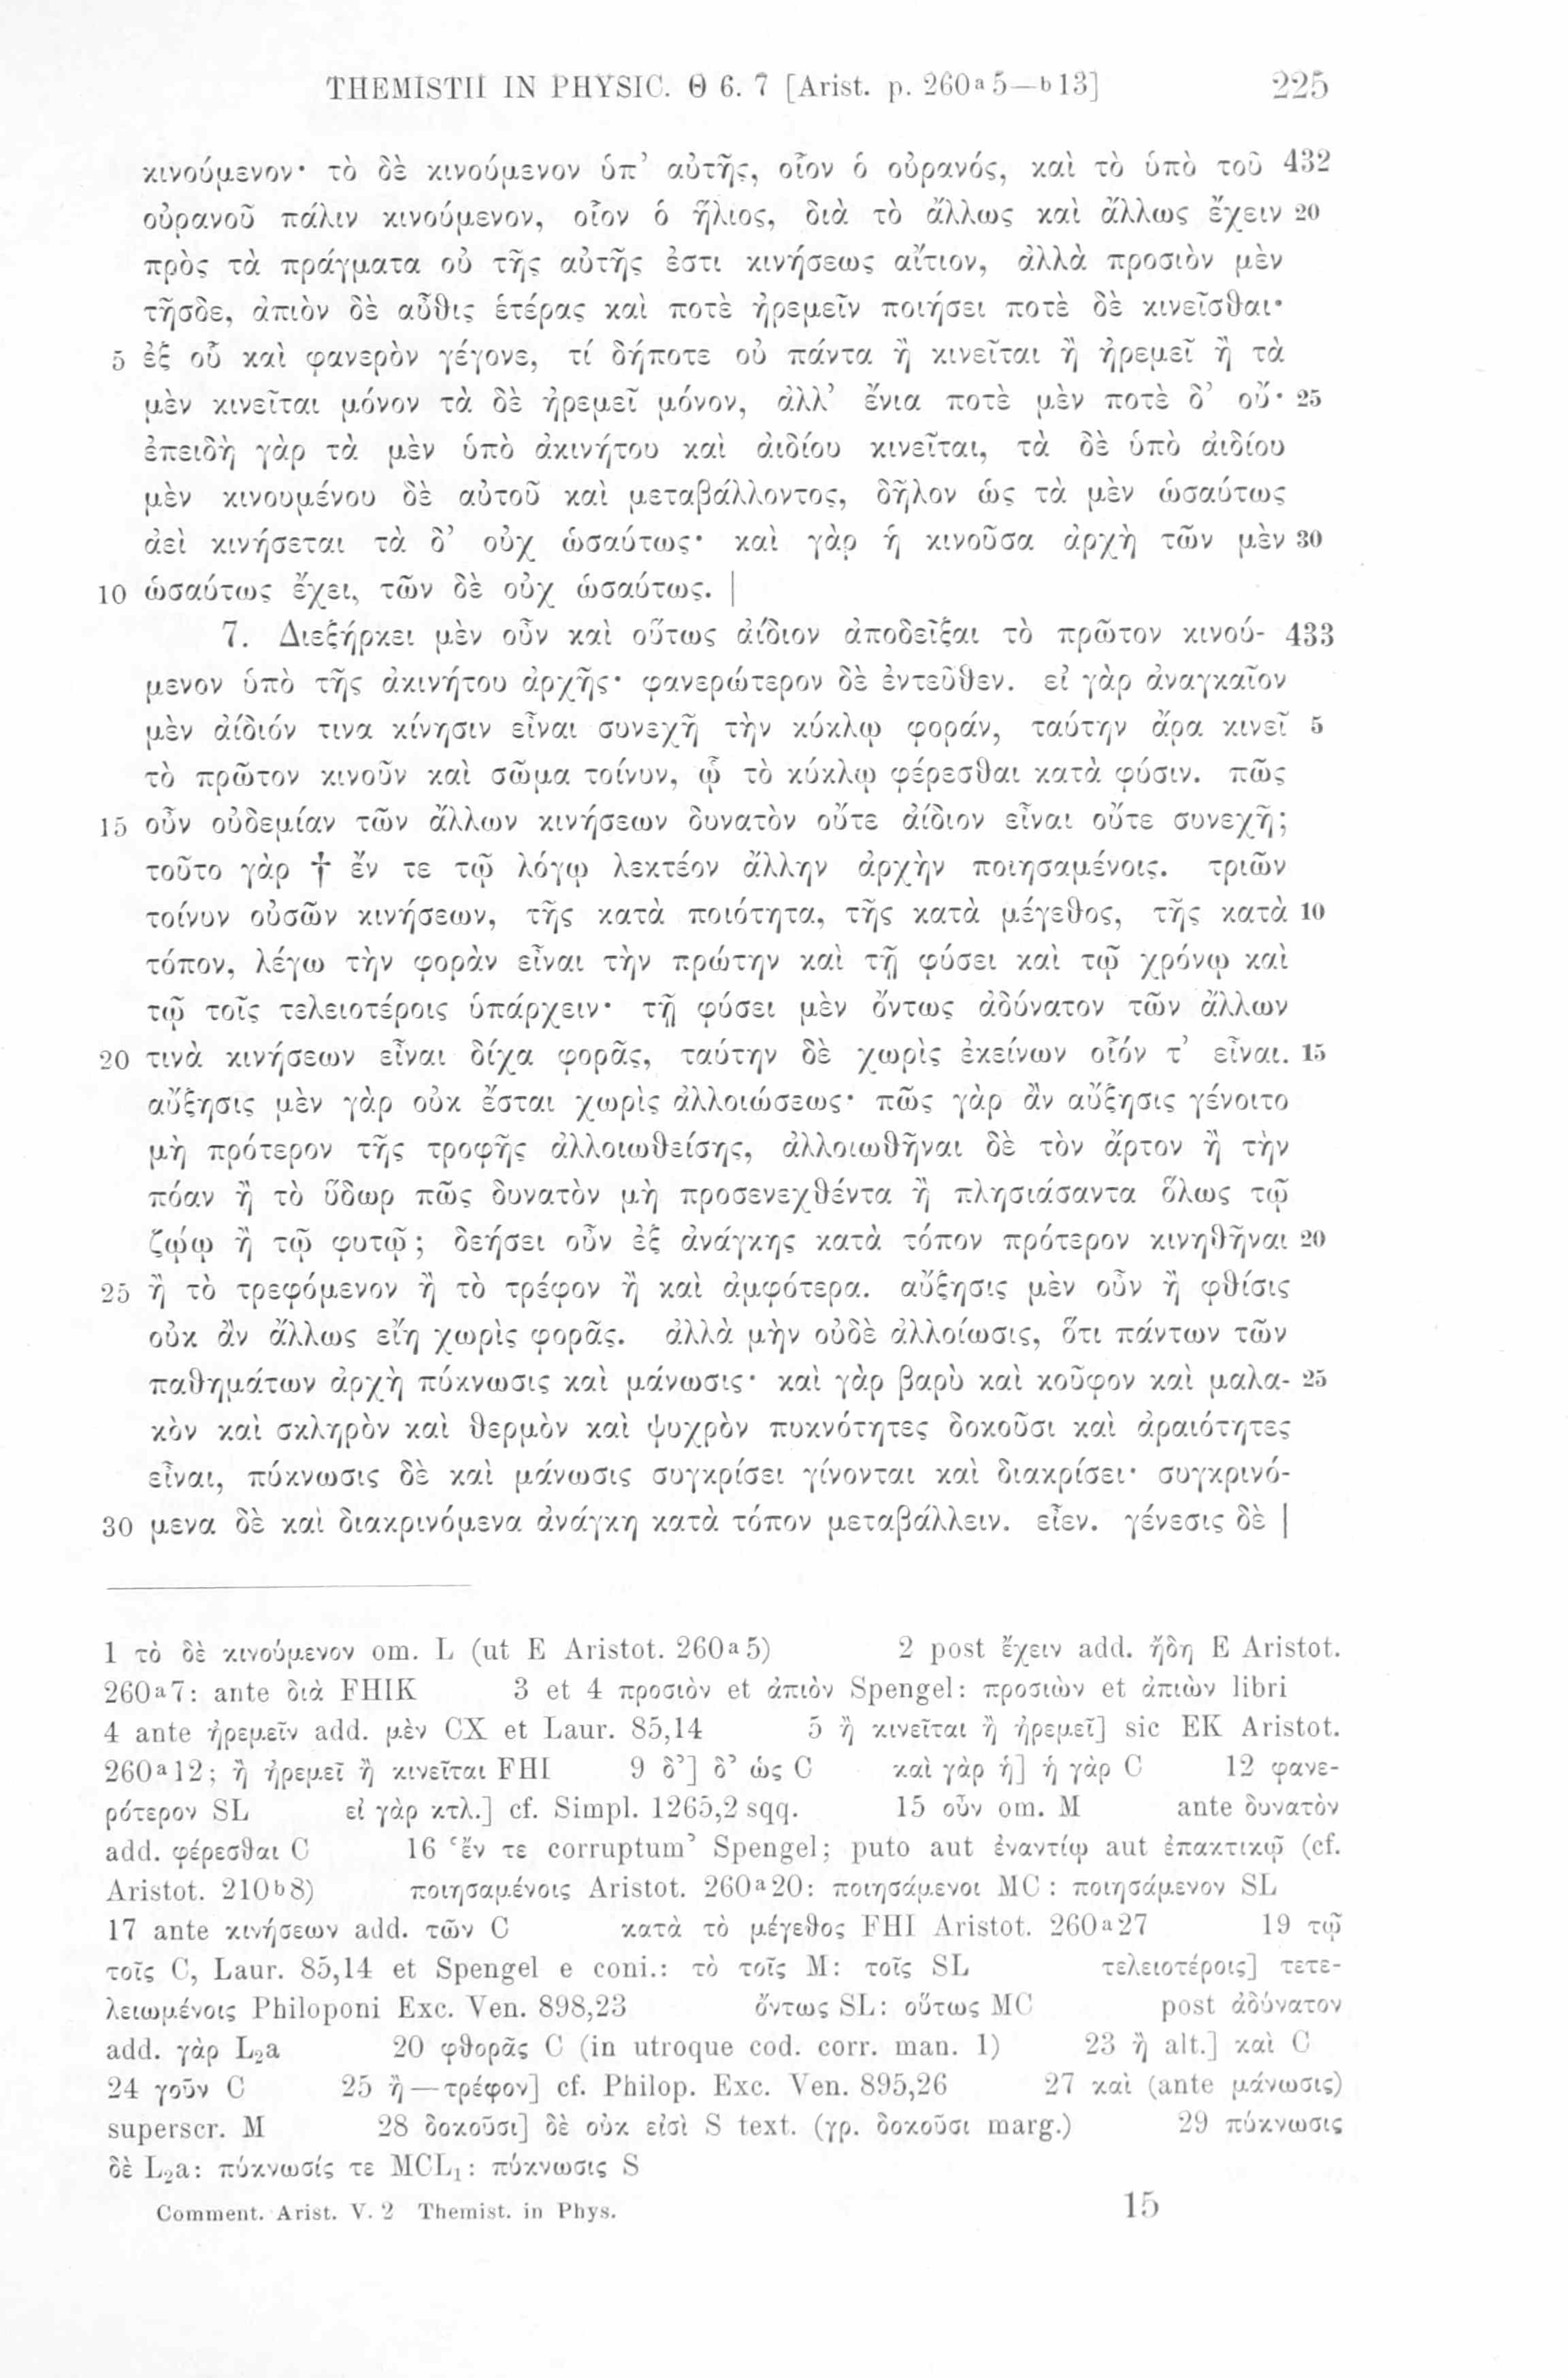 THEMISTII IN PHYSIC. Θ 6. 7 [Arist. p. 260ª5—ᵇ13] 225
κινούμενον· τὸ δὲ κινούμενον ὑπ’ αὐτῆς, οἷον ὁ οὐρανός, καὶ τὸ ὑπὸ τοῦ 432
οὐρανοῦ πάλιν κινούμενον, οἷον ὁ ἥλιος, διὰ τὸ ἄλλως καὶ ἄλλως ἔχειν 20
πρὸς τὰ πράγματα οὐ τῆς αὐτῆς ἐστι κινήσεως αἴτιον, ἀλλὰ προσιὸν μὲν
τῆσδε, ἀπιὸν δὲ αὖθις ἑτέρας καὶ ποτὲ ἠρεμεῖν ποιήσει ποτὲ δὲ κινεῖσθαι·
5 ἐξ οὗ καὶ φανερὸν γέγονε, τί δήποτε οὐ πάντα ἢ κινεῖται ἢ ἠρεμεῖ ἢ τὰ
μὲν κινεῖται μόνον τὰ δὲ ἠρεμεῖ μόνον, ἀλλ’ ἔνια ποτὲ μὲν ποτὲ δ’ οὔ· 25
ἐπειδὴ γὰρ τὰ μὲν ὑπὸ ἀκινήτου καὶ ἀιδίου κινεῖται, τὰ δὲ ὑπὸ ἀιδίου
μὲν κινουμένου δὲ αὐτοῦ καὶ μεταβάλλοντος, δῆλον ὡς τὰ μὲν ὡσαύτως
ἀεὶ κινήσεται τὰ δ’ οὐχ ὡσαύτως· καὶ γὰρ ἡ κινοῦσα ἀρχὴ τῶν μὲν 30
10 ὡσαύτως ἔχει, τῶν δὲ οὐχ ὡσαύτως. |
7. Διεξήρκει μὲν οὖν καὶ οὕτως ἀίδιον ἀποδεῖξαι τὸ πρῶτον κινού- 433
μενον ὑπὸ τῆς ἀκινήτου ἀρχῆς· φανερώτερον δὲ ἐντεῦθεν. εἰ γὰρ ἀναγκαῖον
μὲν ἀίδιόν τινα κίνησιν εἶναι συνεχῆ τὴν κύκλῳ φοράν, ταύτην ἄρα κινεῖ 5
τὸ πρῶτον κινοῦν καὶ σῶμα τοίνυν, ᾧ τὸ κύκλῳ φέρεσθαι κατὰ φύσιν. πῶς
15 οὖν οὐδεμίαν τῶν ἄλλων κινήσεων δυνατὸν οὔτε ἀίδιον εἶναι οὔτε συνεχῆ;
τοῦτο γὰρ † ἔν τε τῷ λόγῳ λεκτέον ἄλλην ἀρχὴν ποιησαμένοις. τριῶν
τοίνυν οὐσῶν κινήσεων, τῆς κατὰ ποιότητα, τῆς κατὰ μέγεθος, τῆς κατὰ 10
τόπον, λέγω τὴν φορὰν εἶναι τὴν πρώτην καὶ τῇ φύσει καὶ τῷ χρόνῳ καὶ
τῷ τοῖς τελειοτέροις ὑπάρχειν· τῇ φύσει μὲν ὄντως ἀδύνατον τῶν ἄλλων
20 τινὰ κινήσεων εἶναι δίχα φορᾶς, ταύτην δὲ χωρὶς ἐκείνων οἷόν τ’ εἶναι. 15
αὔξησις μὲν γὰρ οὐκ ἔσται χωρὶς ἀλλοιώσεως· πῶς γὰρ ἂν αὔξησις γένοιτο
μὴ πρότερον τῆς τροφῆς ἀλλοιωθείσης, ἀλλοιωθῆναι δὲ τὸν ἄρτον ἢ τὴν
πόαν ἢ τὸ ὕδωρ πῶς δυνατὸν μὴ προσενεχθέντα ἢ πλησιάσαντα ὅλως τῷ
ζῴῳ ἢ τῷ φυτῷ; δεήσει οὖν ἐξ ἀνάγκης κατὰ τόπον πρότερον κινηθῆναι 20
25 ἢ τὸ τρεφόμενον ἢ τὸ τρέφον ἢ καὶ ἀμφότερα. αὔξησις μὲν οὖν ἢ φθίσις
οὐκ ἂν ἄλλως εἴη χωρὶς φορᾶς. ἀλλὰ μὴν οὐδὲ ἀλλοίωσις, ὅτι πάντων τῶν
παθημάτων ἀρχὴ πύκνωσις καὶ μάνωσις· καὶ γὰρ βαρὺ καὶ κοῦφον καὶ μαλα- 25
κὸν καὶ σκληρὸν καὶ θερμὸν καὶ ψυχρὸν πυκνότητες δοκοῦσι καὶ ἀραιότητες
εἶναι, πύκνωσις δὲ καὶ μάνωσις συγκρίσει γίνονται καὶ διακρίσει· συγκρινό-
30 μενα δὲ καὶ διακρινόμενα ἀνάγκη κατὰ τόπον μεταβάλλειν. εἶεν. γένεσις δὲ |
1 τὸ δὲ κινούμενον om. L (ut E Aristot. 260ª5) 2 post ἔχειν add. ἤδη E Aristot.
260ª7: ante διὰ FHIK 3 et 4 προσιὸν et ἀπιὸν Spengel: προσιὼν et ἀπιὼν libri
4 ante ἠρεμεῖν add. μὲν CX et Laur. 85,14 5 ἢ κινεῖται ἢ ἠρεμεῖ] sic EK Aristot.
260ª12; ἢ ἠρεμεῖ ἢ κινεῖται FHI 9 δ’] δ’ ὡς C καὶ γὰρ ἡ] ἡ γὰρ C 12 φανε-
ρότερον SL εἰ γὰρ κτλ.] cf. Simpl. 1265,2 sqq. 15 οὖν om. M ante δυνατὸν
add. φέρεσθαι C 16 ‘ἔν τε corruptum’ Spengel; puto aut ἐναντίῳ aut ἐπακτικῷ (cf.
Aristot. 210ᵇ8) ποιησαμένοις Aristot. 260ª20: ποιησάμενοι MC: ποιησάμενον SL
17 ante κινήσεων add. τῶν C κατὰ τὸ μέγεθος FHI Aristot. 260ª27 19 τῷ
τοῖς C, Laur. 85,14 et Spengel e coni.: τὸ τοῖς M: τοῖς SL τελειοτέροις] τετε-
λειωμένοις Philoponi Exc. Ven. 898,23 ὄντως SL: οὕτως MC post ἀδύνατον
add. γὰρ L₂a 20 φθορᾶς C (in utroque cod. corr. man. 1) 23 ἢ alt.] καὶ C
24 γοῦν C 25 ἢ — τρέφον] cf. Philop. Exc. Ven. 895,26 27 καὶ (ante μάνωσις)
superscr. M 28 δοκοῦσι] δὲ οὐκ εἰσὶ S text. (γρ. δοκοῦσι marg.) 29 πύκνωσις
δὲ L₂a: πύκνωσίς τε MCL₁: πύκνωσις S
Comment. Arist. V. 2 Themist. in Phys. 15